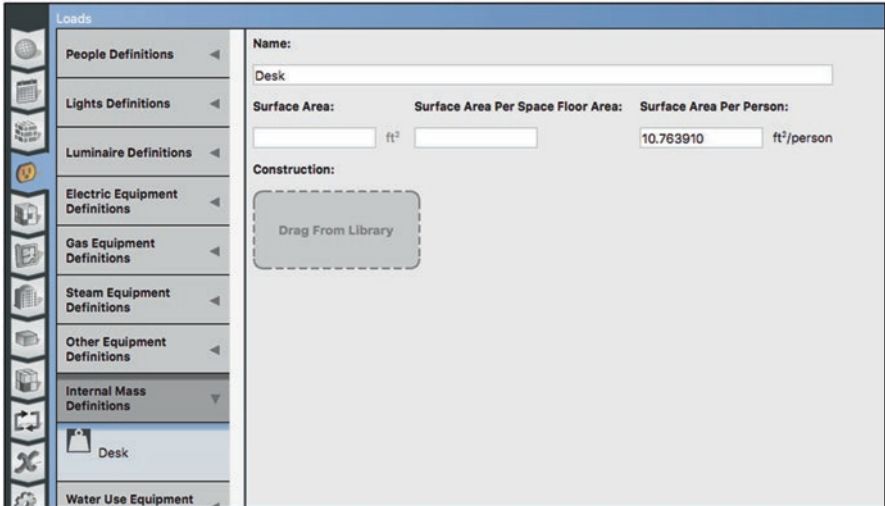 Loads
People Definitions
Lights Definitions
Luminaire Definitions
Electric Equipment
Definitions
Gas Equipment
Definitions
Steam Equipment
Definitions
Other Equipment
Definitions
Internal Mass
Definitions
Desk
Water Use Equipment
Name:
Desk
Surface Area: Surface Area Per Space Floor Area: Surface Area Per Person:
ft² 10.763910 ft²/person
Construction:
Drag From Library